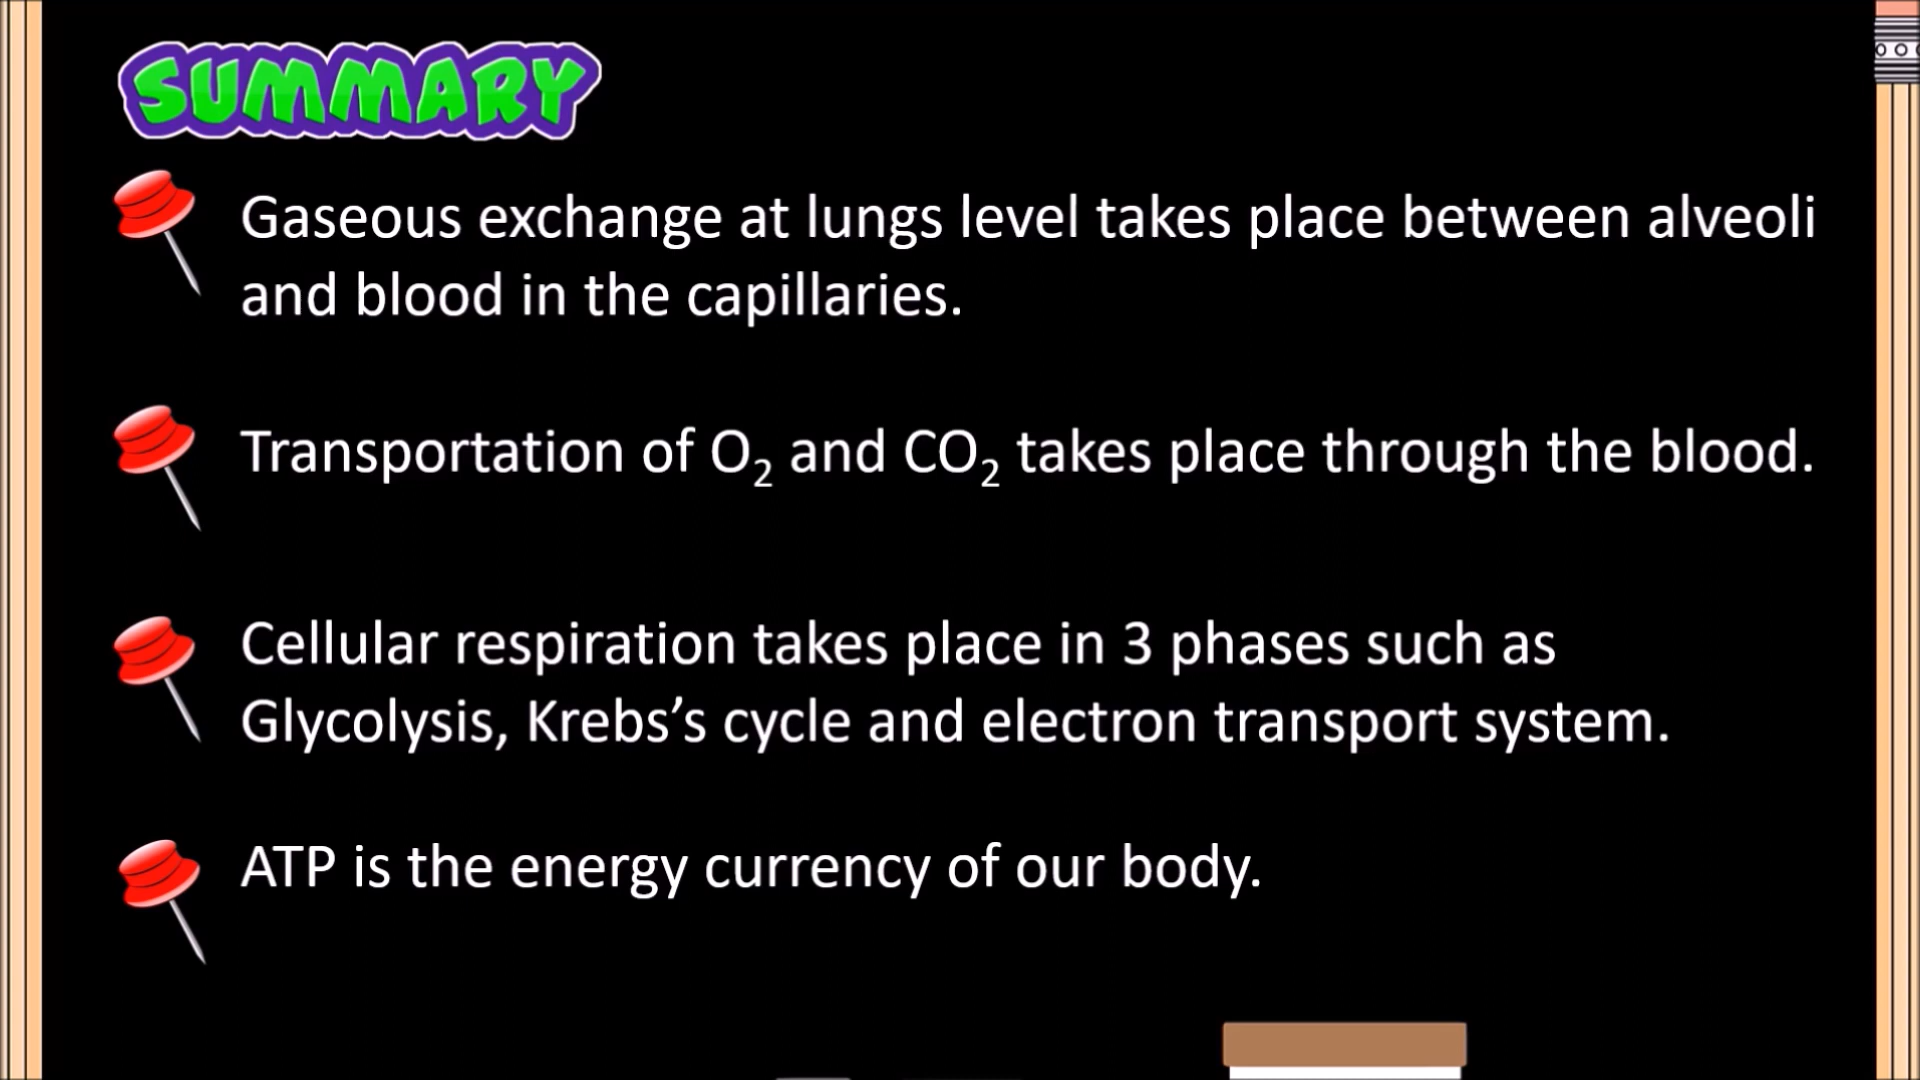 SUMMARY
Gaseous exchange at lungs level takes place between alveoli
and blood in the capillaries.
Transportation of O₂ and CO₂ takes place through the blood.
Cellular respiration takes place in 3 phases such as
Glycolysis, Krebs’s cycle and electron transport system.
ATP is the energy currency of our body.